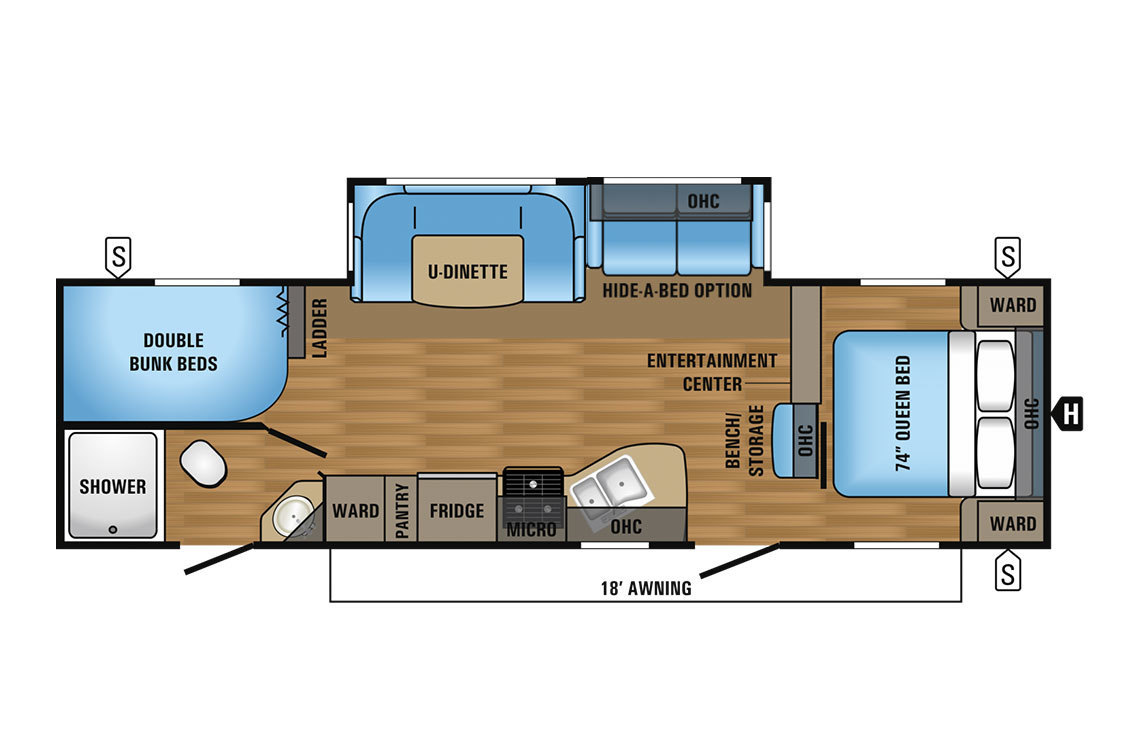 OHC
S
S
U-DINETTE
HIDE-A-BED OPTION
WARD
LADDER
DOUBLE
BUNK BEDS
ENTERTAINMENT
CENTER
74" QUEEN BED
OHC
H
BENCH/
STORAGE
OHC
SHOWER
WARD
PANTRY
FRIDGE
MICRO
OHC
WARD
S
18' AWNING